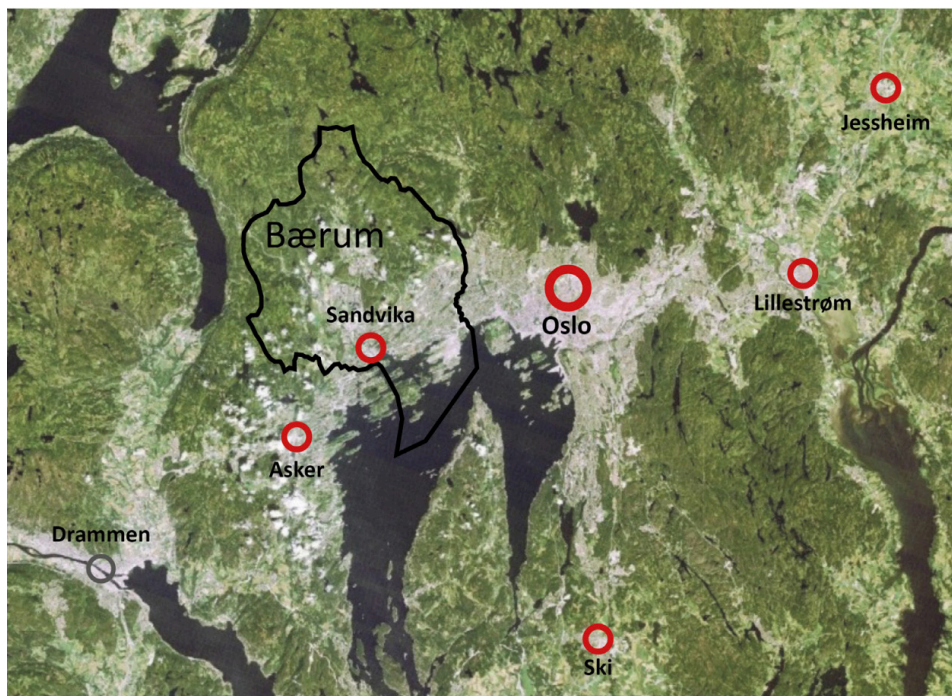 Jessheim
Bærum
Sandvika
Oslo
Lillestrøm
Asker
Drammen
Ski